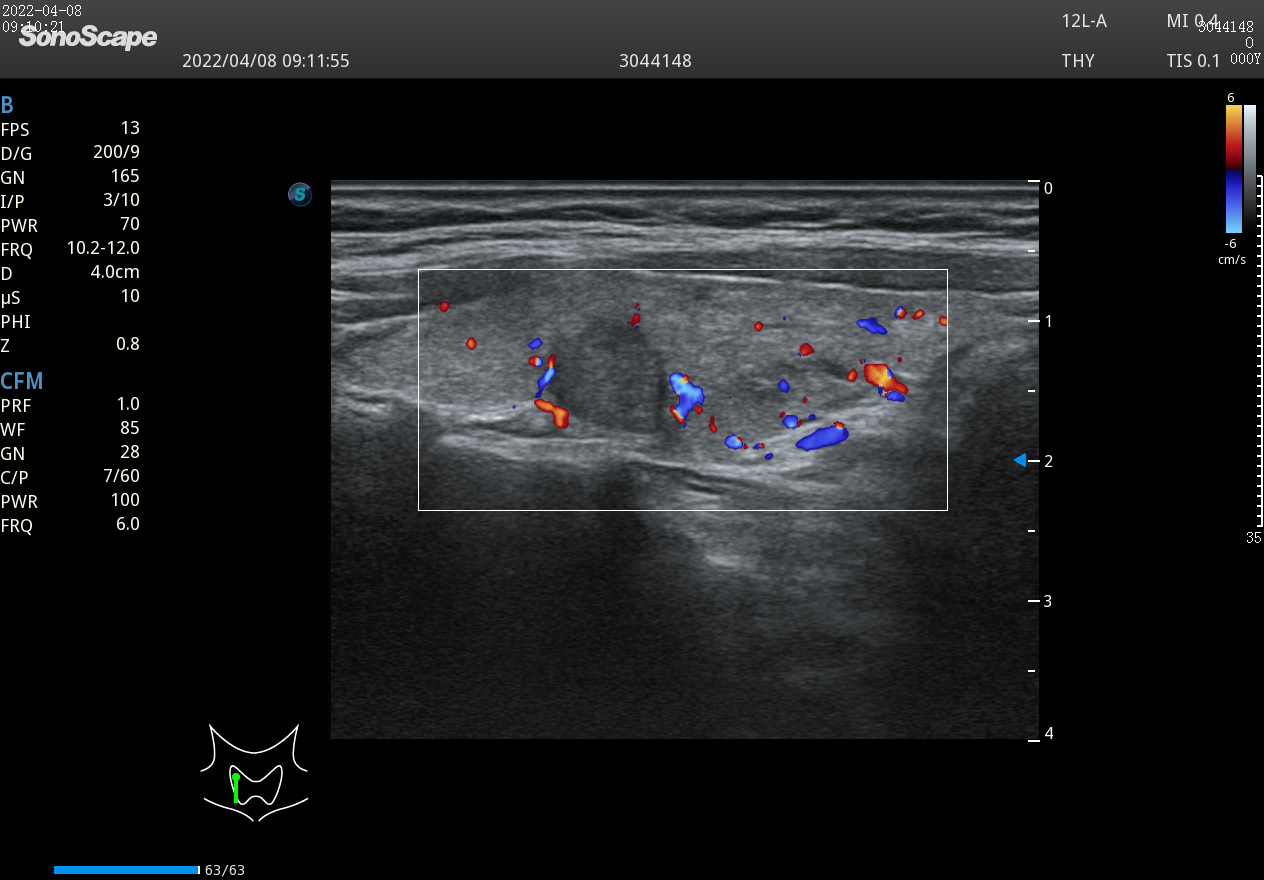 2022-04-08
09:10:21
SonoScape
12L-A
MI 0.4
3044148
0
000Y
2022/04/08 09:11:55
3044148
THY
TIS 0.1
B
FPS 13
D/G 200/9
GN 165
I/P 3/10
PWR 70
FRQ 10.2-12.0
D 4.0cm
µS 10
PHI
Z 0.8
CFM
PRF 1.0
WF 85
GN 28
C/P 7/60
PWR 100
FRQ 6.0
S
6
-6
cm/s
0
1
2
3
4
35
63/63